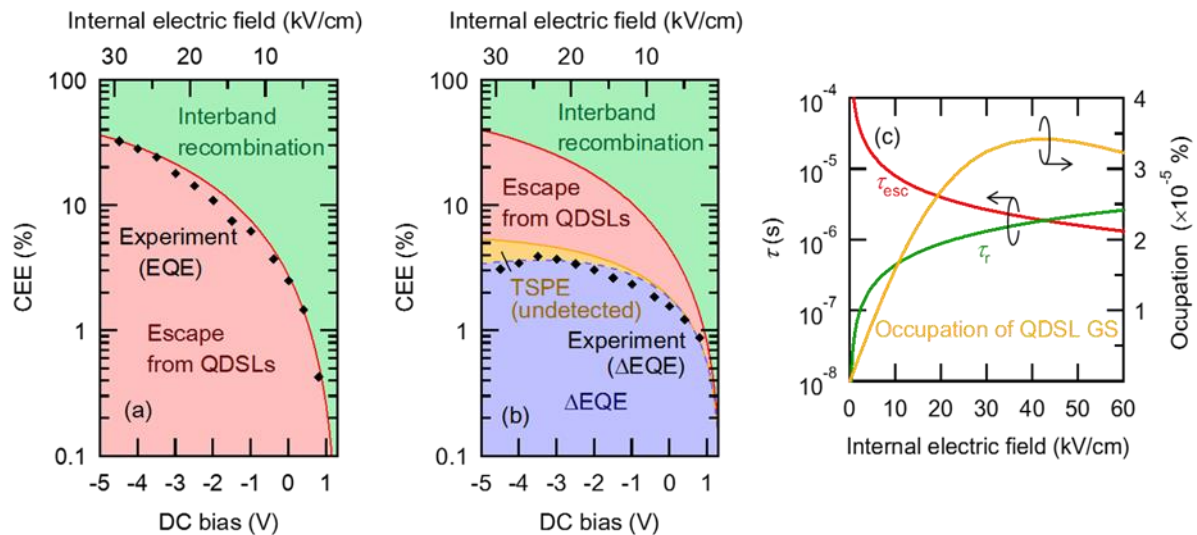 Internal electric field (kV/cm)
30 20 10 0
100
10
1
0.1
CEE (%)
Interband
recombination
Experiment
(EQE)
Escape
from QDSLs
(a)
-5 -4 -3 -2 -1 0 1
DC bias (V)
Internal electric field (kV/cm)
30 20 10 0
100
10
1
0.1
CEE (%)
Interband
recombination
Escape
from QDSLs
TSPE
(undetected)
Experiment
(ΔEQE)
ΔEQE
(b)
-5 -4 -3 -2 -1 0 1
DC bias (V)
10⁻⁴
10⁻⁵
10⁻⁶
10⁻⁷
10⁻⁸
τ (s)
(c)
τesc
τr
Occupation of QDSL GS
4
3
2
1
Ocupation (×10⁻⁵ %)
0 10 20 30 40 50 60
Internal electric field (kV/cm)